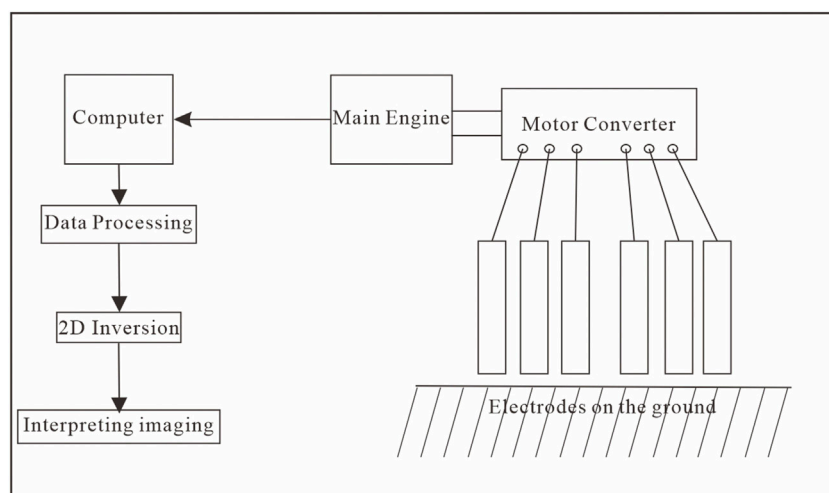 Computer
Main Engine
Motor Converter
Data Processing
2D Inversion
Interpreting imaging
Electrodes on the ground